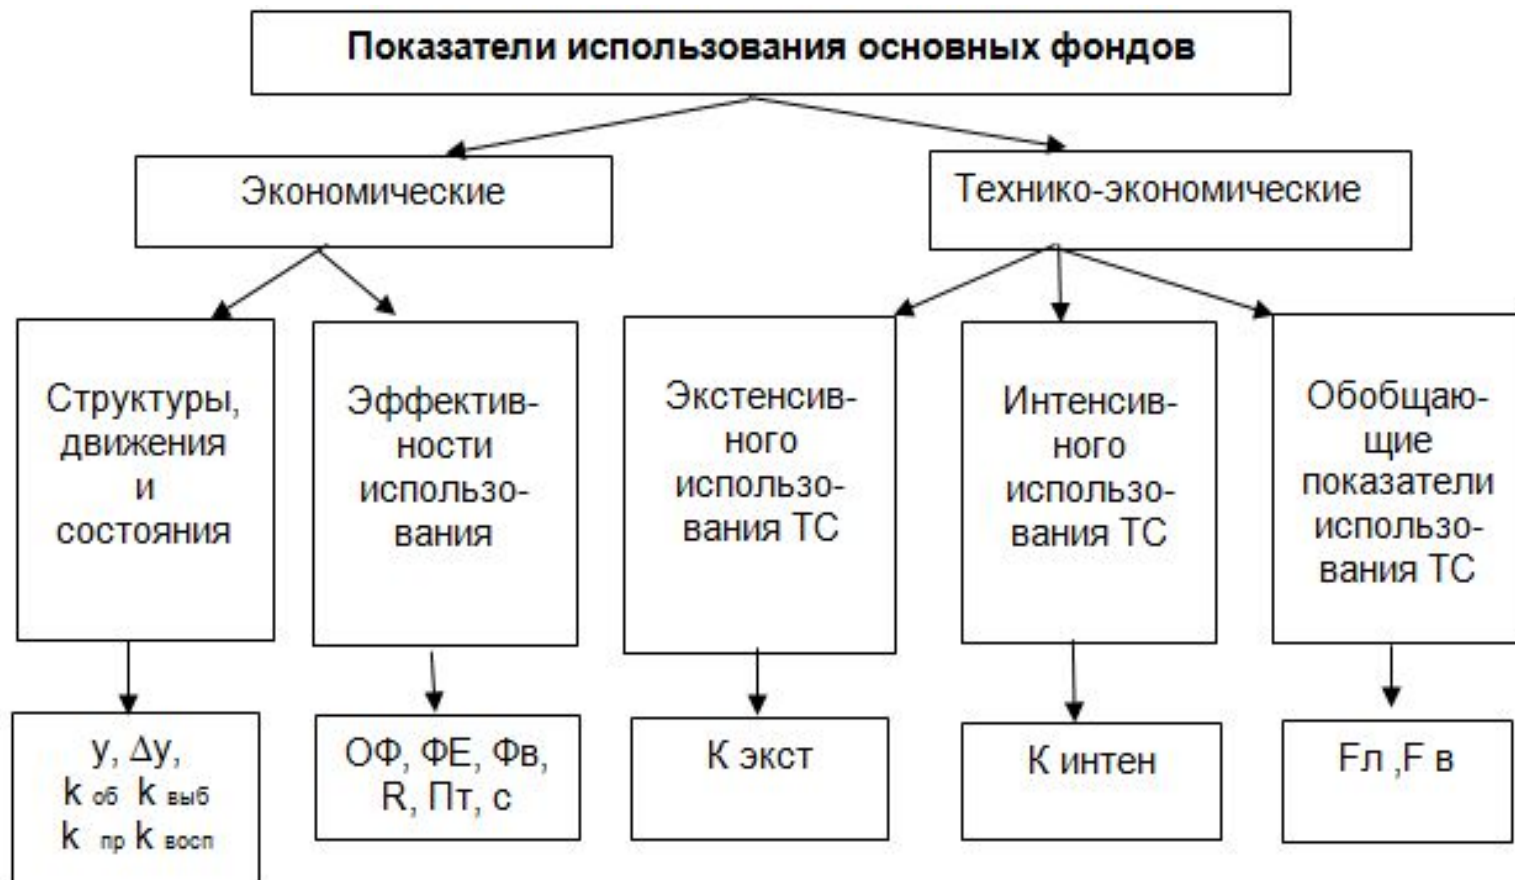 Показатели использования основных фондов
Экономические
Технико-экономические
Структуры,
движения
и
состояния
Эффектив-
ности
использо-
вания
Экстенсив-
ного
использо-
вания ТС
Интенсив-
ного
использо-
вания ТС
Обобщаю-
щие
показатели
использо-
вания ТС
у, Δу,
k об k выб
k пр k восп
ОФ, ФЕ, Фв,
R, Пт, с
К экст
К интен
Fл ,F в